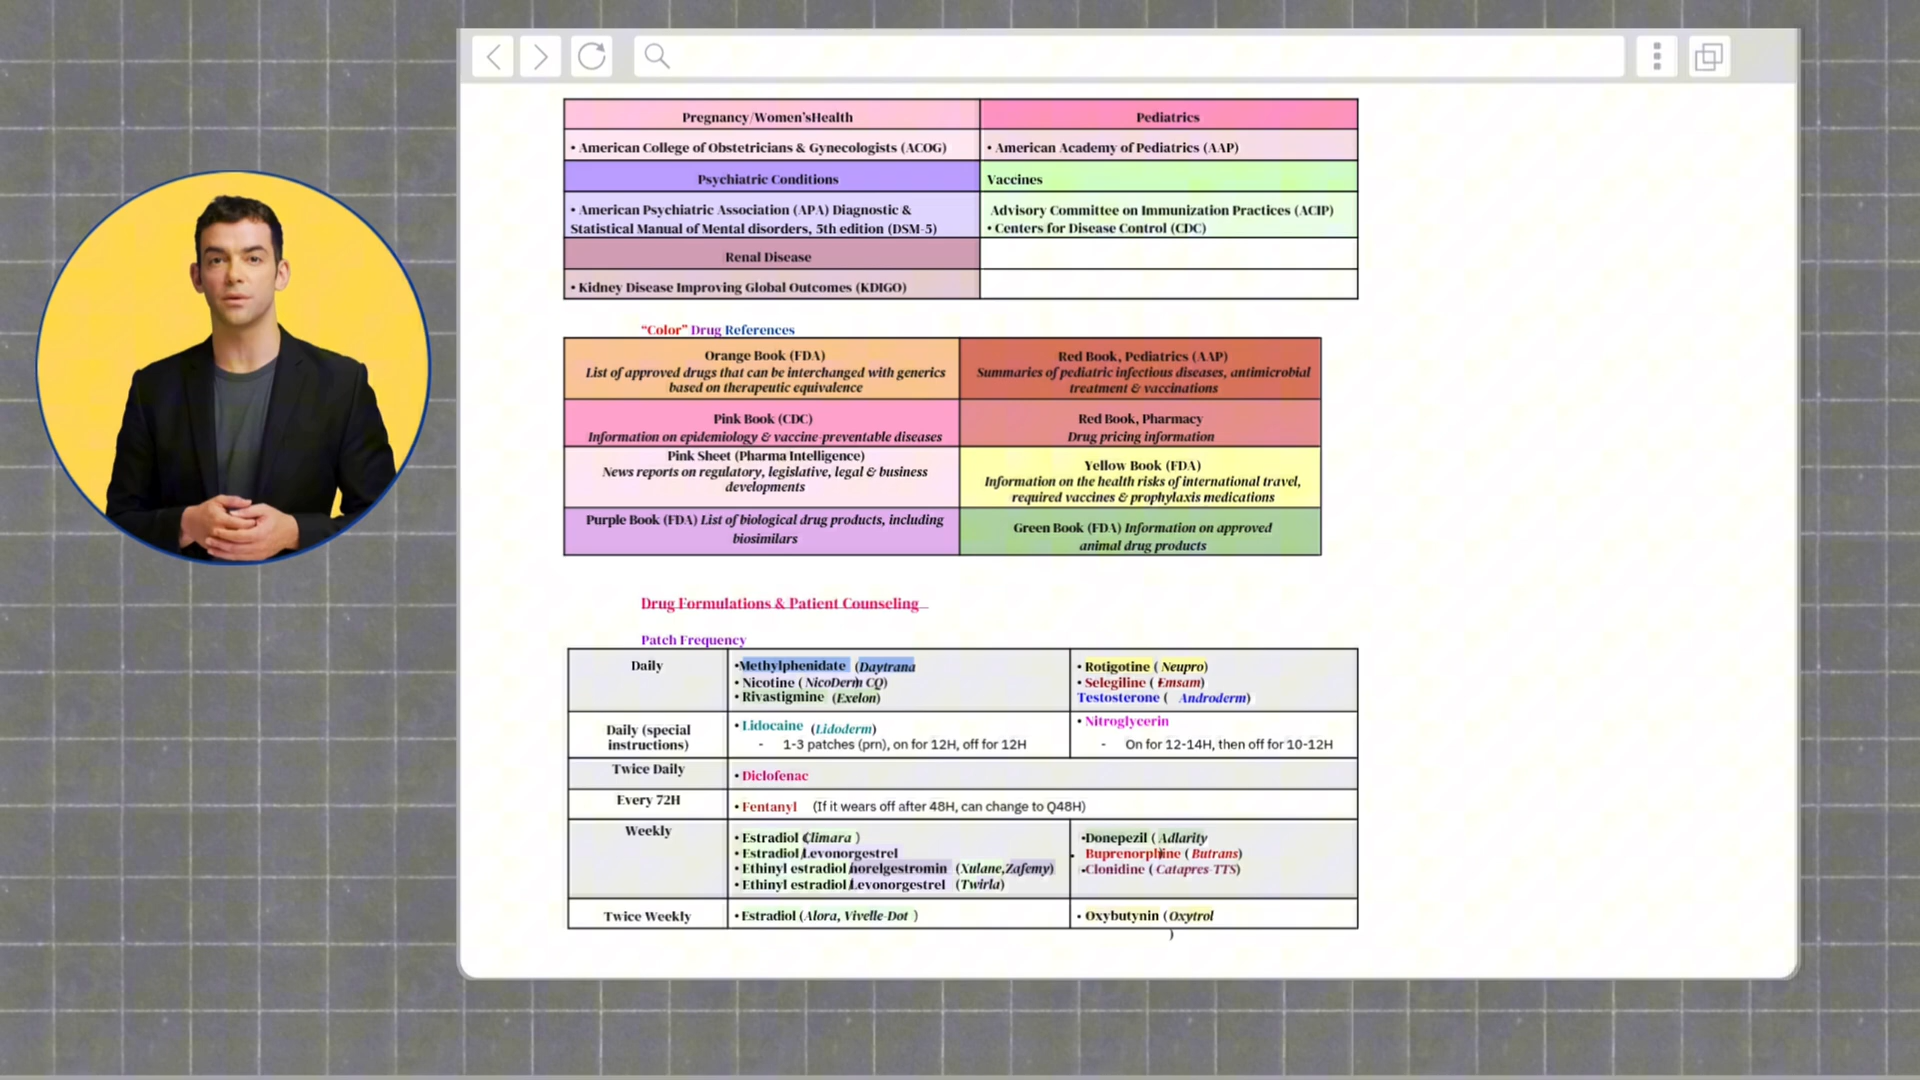 Pregnancy/Women'sHealth
Pediatrics
• American College of Obstetricians & Gynecologists (ACOG)
• American Academy of Pediatrics (AAP)
Psychiatric Conditions
Vaccines
• American Psychiatric Association (APA) Diagnostic &
Statistical Manual of Mental disorders, 5th edition (DSM-5)
Advisory Committee on Immunization Practices (ACIP)
• Centers for Disease Control (CDC)
Renal Disease
• Kidney Disease Improving Global Outcomes (KDIGO)
“Color” Drug References
Orange Book (FDA)
List of approved drugs that can be interchanged with generics
based on therapeutic equivalence
Red Book, Pediatrics (AAP)
Summaries of pediatric infectious diseases, antimicrobial
treatment & vaccinations
Pink Book (CDC)
Information on epidemiology & vaccine-preventable diseases
Red Book, Pharmacy
Drug pricing information
Pink Sheet (Pharma Intelligence)
News reports on regulatory, legislative, legal & business
developments
Yellow Book (FDA)
Information on the health risks of international travel,
required vaccines & prophylaxis medications
Purple Book (FDA) List of biological drug products, including
biosimilars
Green Book (FDA) Information on approved
animal drug products
Drug Formulations & Patient Counseling
Patch Frequency
Daily
•Methylphenidate (Daytrana
• Nicotine (NicoDerm CQ)
• Rivastigmine (Exelon)
• Rotigotine ( Neupro)
• Selegiline ( Emsam)
Testosterone ( Androderm)
Daily (special
instructions)
• Lidocaine (Lidoderm)
- 1-3 patches (prn), on for 12H, off for 12H
• Nitroglycerin
- On for 12-14H, then off for 10-12H
Twice Daily
• Diclofenac
Every 72H
• Fentanyl (If it wears off after 48H, can change to Q48H)
Weekly
• Estradiol (Climara )
• Estradiol/Levonorgestrel
• Ethinyl estradiol/norelgestromin (Xulane,Zafemy)
• Ethinyl estradiol/Levonorgestrel (Twirla)
•Donepezil ( Adlarity
• Buprenorphine ( Butrans)
•Clonidine ( Catapres-TTS)
Twice Weekly
• Estradiol (Alora, Vivelle-Dot )
• Oxybutynin (Oxytrol
)